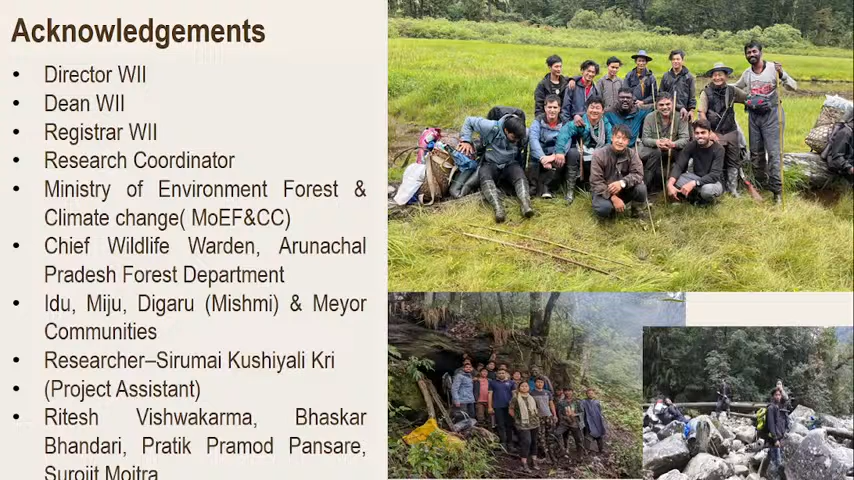 Acknowledgements
• Director WII
• Dean WII
• Registrar WII
• Research Coordinator
• Ministry of Environment Forest &
Climate change( MoEF&CC)
• Chief Wildlife Warden, Arunachal
Pradesh Forest Department
• Idu, Miju, Digaru (Mishmi) & Meyor
Communities
• Researcher–Sirumai Kushiyali Kri
• (Project Assistant)
• Ritesh Vishwakarma, Bhaskar
Bhandari, Pratik Pramod Pansare,
Surojit Moitra